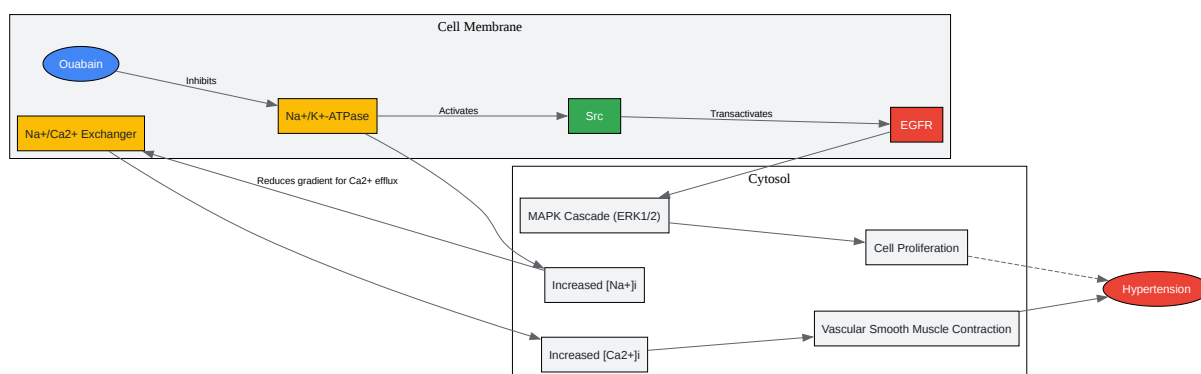 Cell Membrane
Ouabain
Inhibits
Na+/K+-ATPase
Activates
Src
Transactivates
EGFR
Na+/Ca2+ Exchanger
Reduces gradient for Ca2+ efflux
Cytosol
MAPK Cascade (ERK1/2)
Cell Proliferation
Increased [Na+]i
Hypertension
Vascular Smooth Muscle Contraction
Increased [Ca2+]i